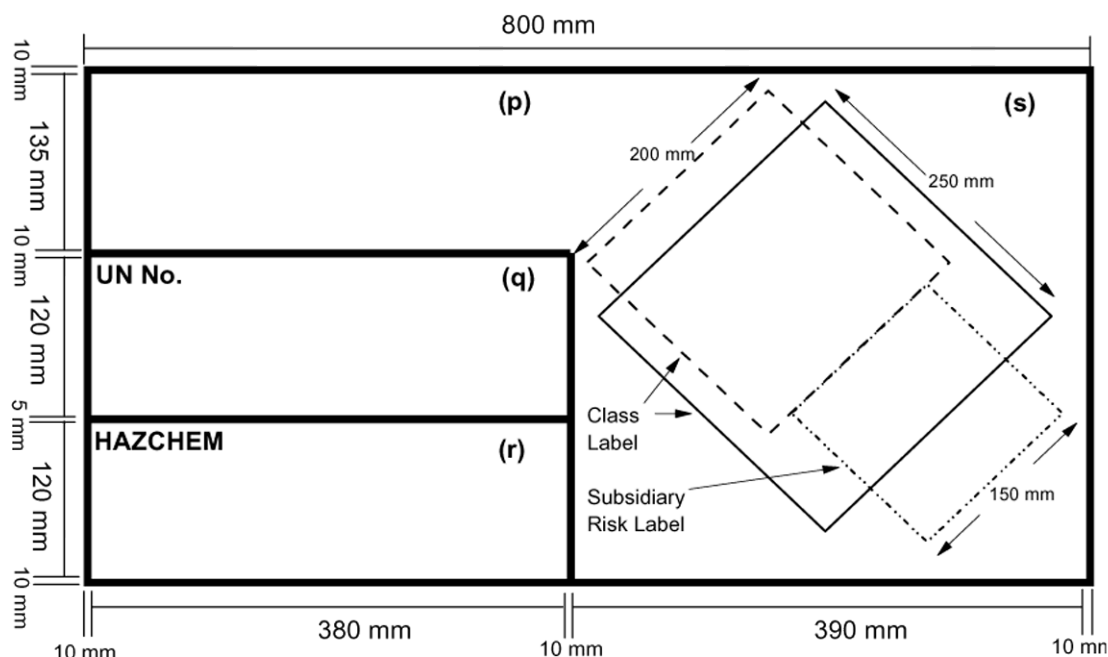 800 mm
10 mm
135 mm
10 mm
120 mm
5 mm
120 mm
10 mm
(p)
(s)
200 mm
250 mm
UN No.
(q)
HAZCHEM
(r)
Class
Label
Subsidiary
Risk Label
150 mm
380 mm
390 mm
10 mm
10 mm
10 mm